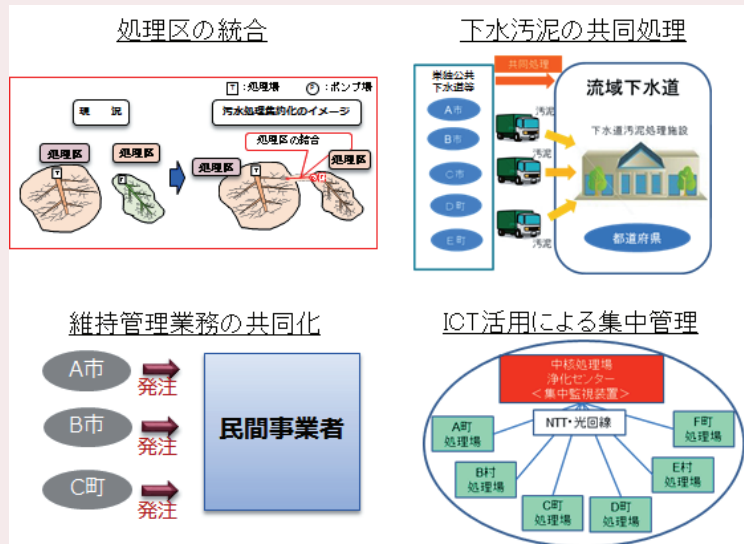 処理区の統合
T:処理場 P:ポンプ場
現 況
汚水処理集約化のイメージ
処理区の結合
処理区
処理区
処理区
処理区
T
T
T
P
下水汚泥の共同処理
共同処理
単独公共
下水道等
A市
B市
C市
D町
E町
汚泥
汚泥
汚泥
流域下水道
下水道汚泥処理施設
都道府県
維持管理業務の共同化
A市
発注
B市
発注
C町
発注
民間事業者
ICT活用による集中管理
中核処理場
浄化センター
<集中監視装置>
NTT・光回線
A町
処理場
B村
処理場
C町
処理場
D町
処理場
E村
処理場
F町
処理場